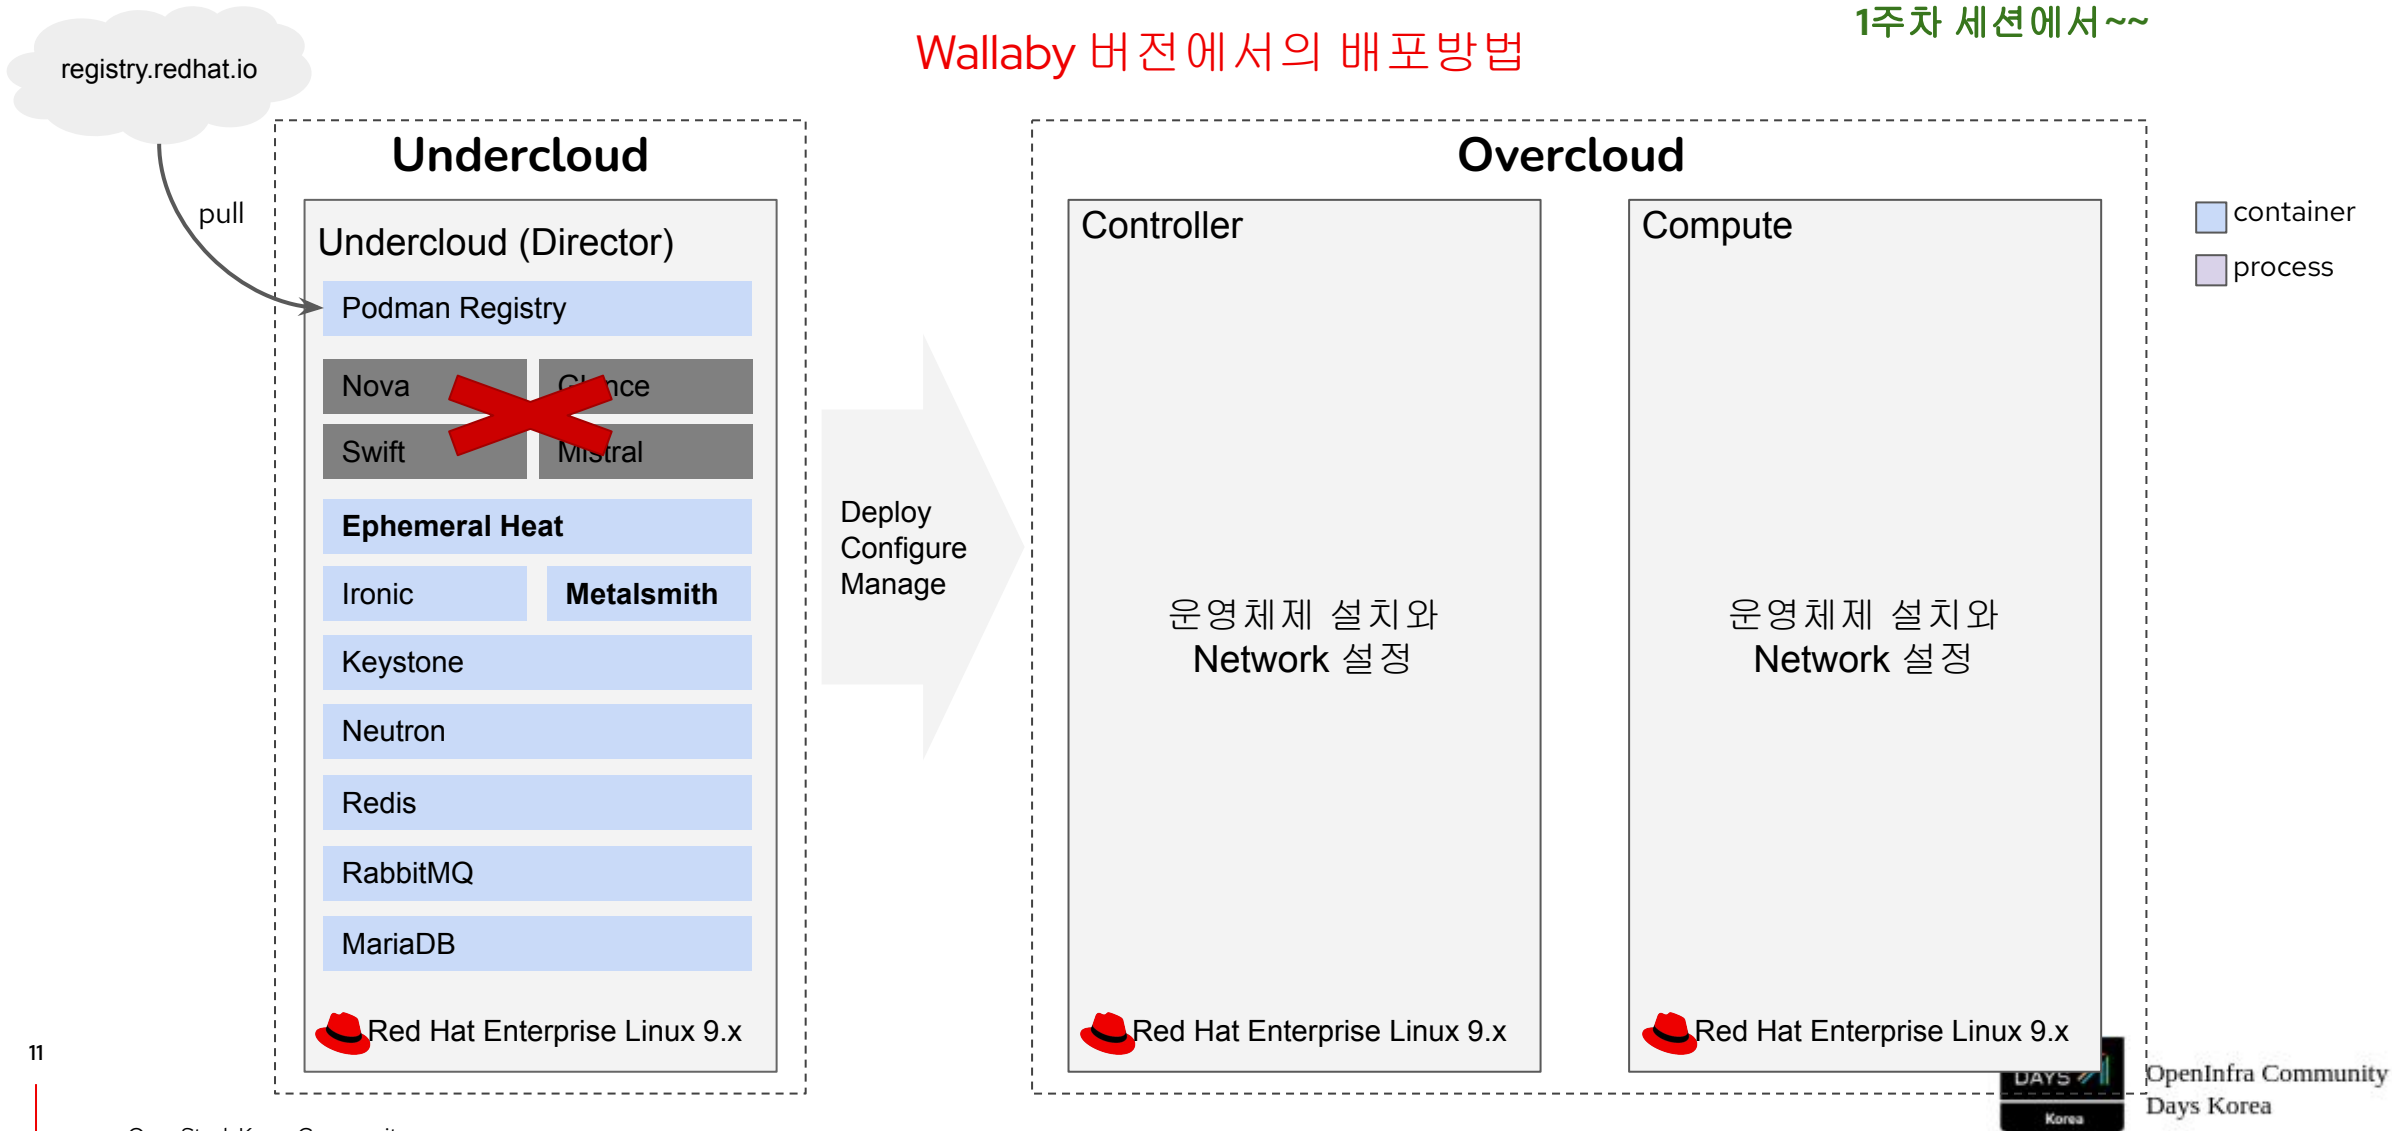 1주차 세션에서~~
Wallaby 버전에서의 배포방법
registry.redhat.io
pull
Undercloud
Undercloud (Director)
Podman Registry
Nova
Swift
Mistral
Ephemeral Heat
Ironic
Metalsmith
Keystone
Neutron
Redis
RabbitMQ
MariaDB
Red Hat Enterprise Linux 9.x
Deploy
Configure
Manage
Overcloud
Controller
운영체제 설치와
Network 설정
Red Hat Enterprise Linux 9.x
Compute
운영체제 설치와
Network 설정
Red Hat Enterprise Linux 9.x
container
process
11
DAYS
Korea
OpenInfra Community
Days Korea